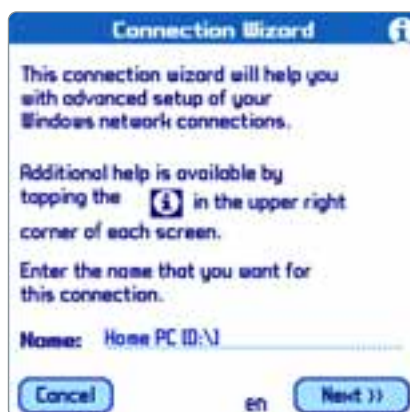 Connection Wizard
This connection wizard will help you
with advanced setup of your
Windows network connections.
Additional help is available by
tapping the i in the upper right
corner of each screen.
Enter the name that you want for
this connection.
Name: Home PC [D:\]
Cancel en Next >>